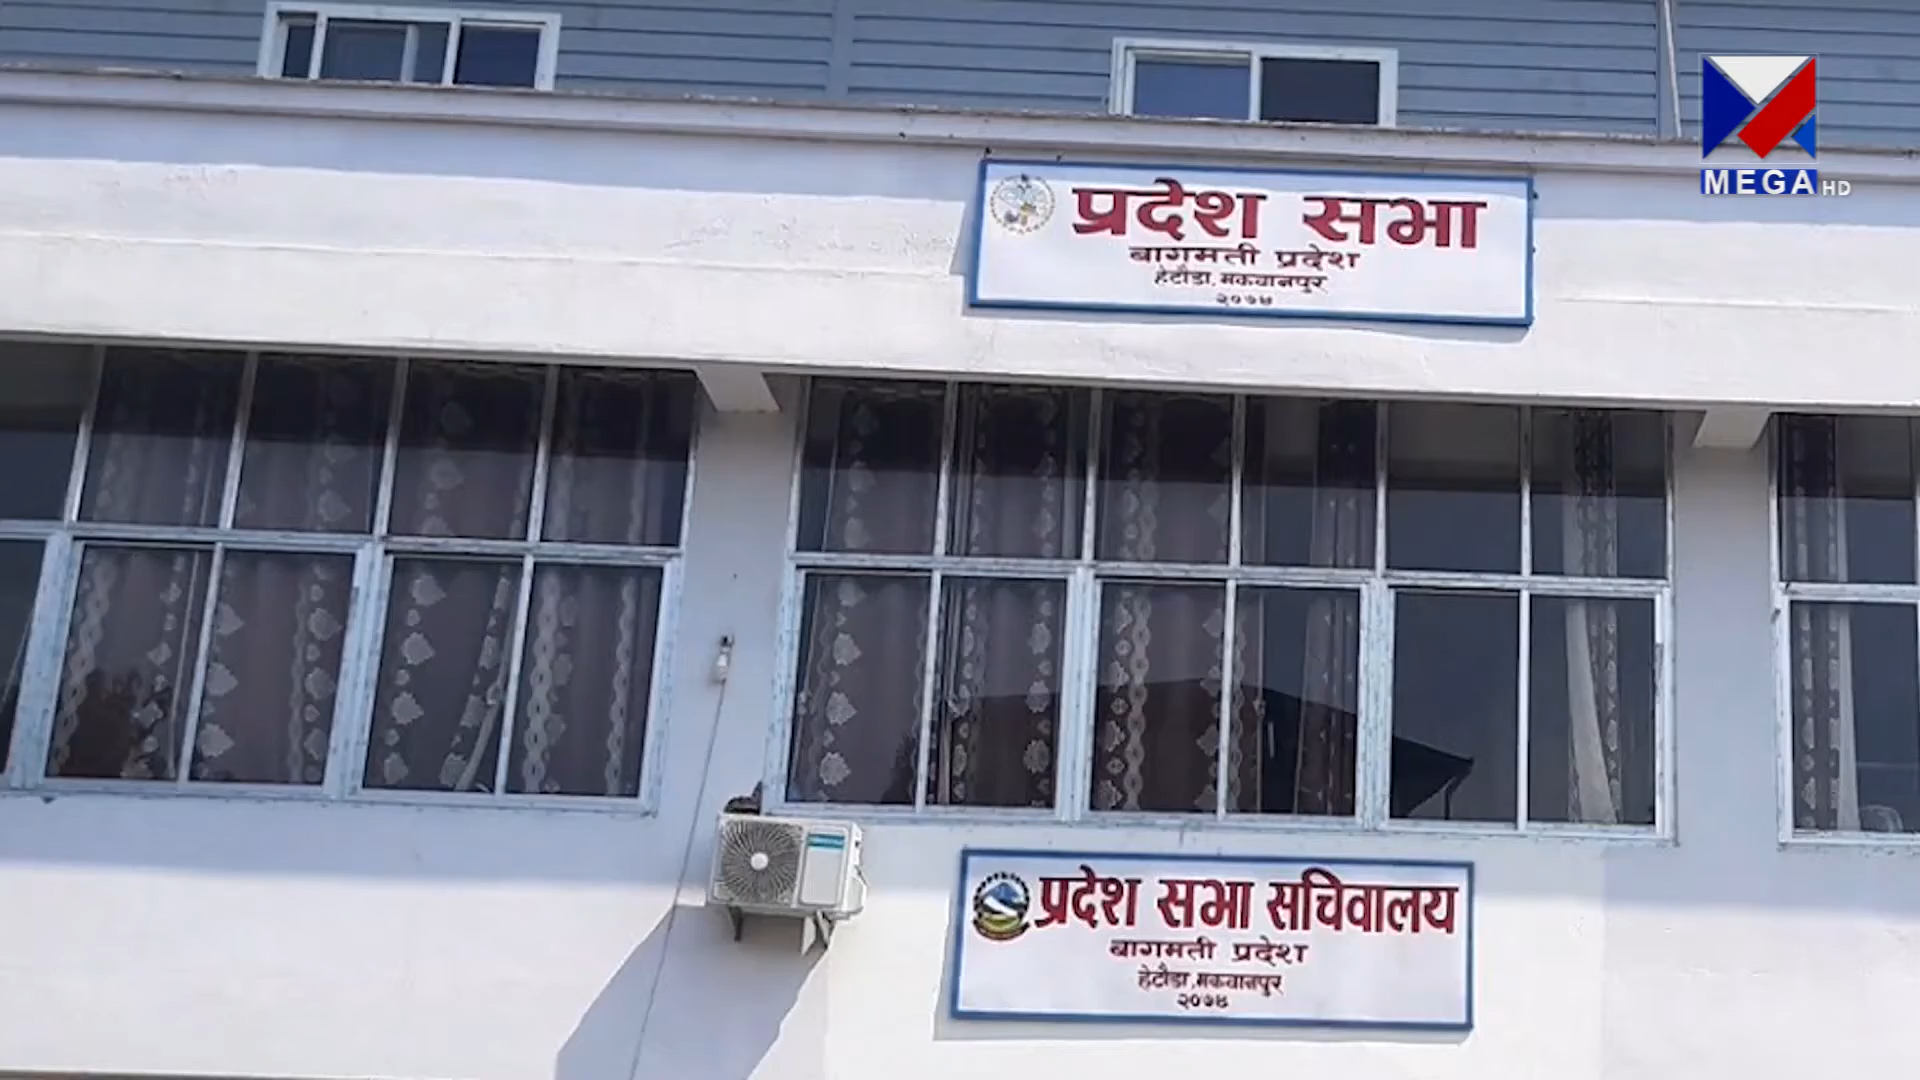 MEGA HD
प्रदेश सभा
बागमती प्रदेश
हेटौडा, मकवानपुर
२०७४
प्रदेश सभा सचिवालय
बागमती प्रदेश
हेटौडा, मकवानपुर
२०७४